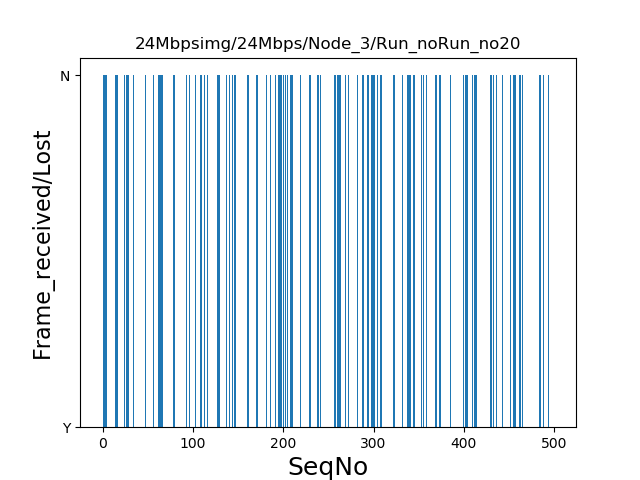 24Mbpsimg/24Mbps/Node_3/Run_noRun_no20
N
Frame_received/Lost
Y
0 100 200 300 400 500
SeqNo